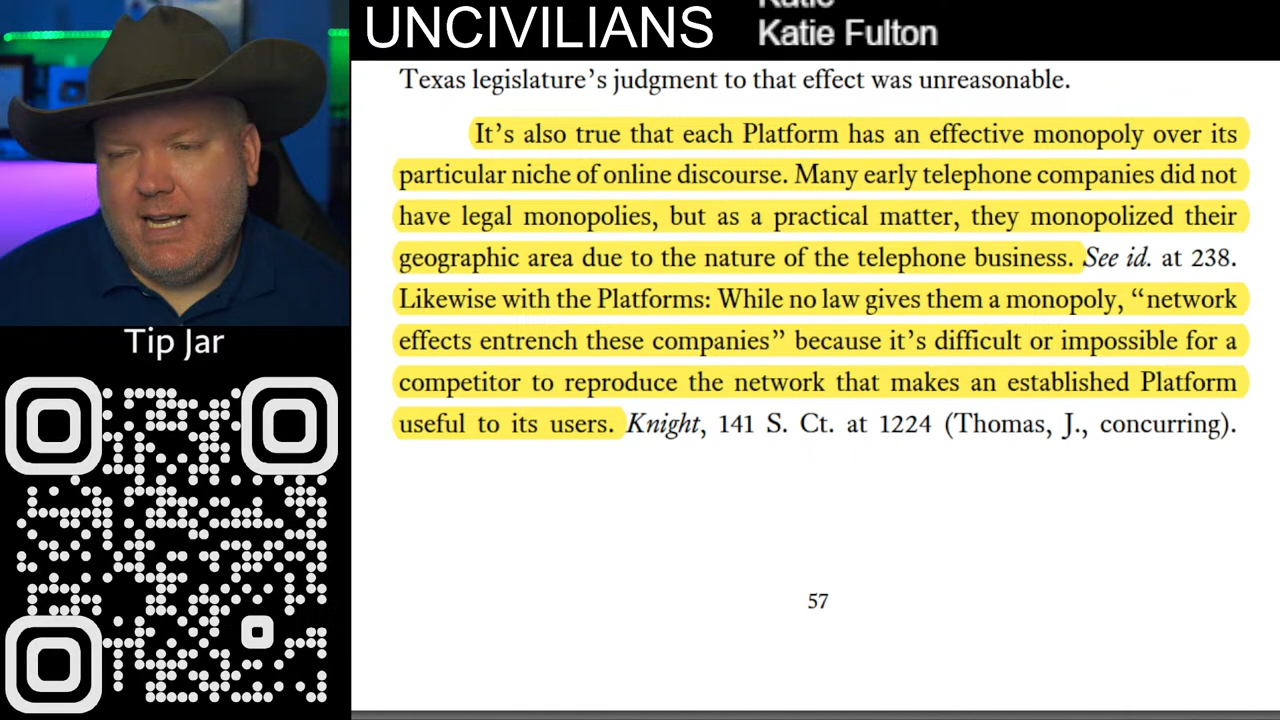 UNCIVILIANS
Katie
Katie Fulton
Texas legislature's judgment to that effect was unreasonable.
It's also true that each Platform has an effective monopoly over its
particular niche of online discourse. Many early telephone companies did not
have legal monopolies, but as a practical matter, they monopolized their
geographic area due to the nature of the telephone business. See id. at 238.
Likewise with the Platforms: While no law gives them a monopoly, “network
effects entrench these companies” because it's difficult or impossible for a
competitor to reproduce the network that makes an established Platform
useful to its users. Knight, 141 S. Ct. at 1224 (Thomas, J., concurring).
57
Tip Jar